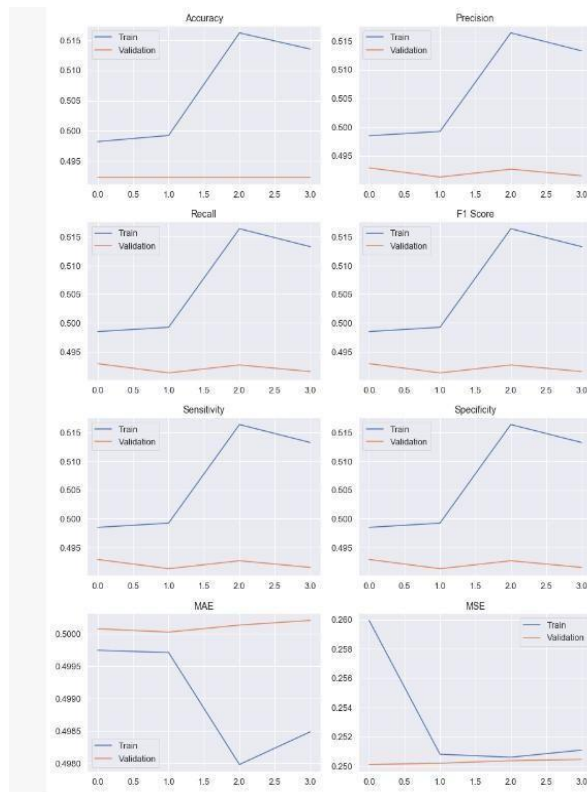 Accuracy
Train
Validation
0.515
0.510
0.505
0.500
0.495
0.0 0.5 1.0 1.5 2.0 2.5 3.0
Precision
Train
Validation
0.515
0.510
0.505
0.500
0.495
0.0 0.5 1.0 1.5 2.0 2.5 3.0
Recall
Train
Validation
0.515
0.510
0.505
0.500
0.495
0.0 0.5 1.0 1.5 2.0 2.5 3.0
F1 Score
Train
Validation
0.515
0.510
0.505
0.500
0.495
0.0 0.5 1.0 1.5 2.0 2.5 3.0
Sensitivity
Train
Validation
0.515
0.510
0.505
0.500
0.495
0.0 0.5 1.0 1.5 2.0 2.5 3.0
Specificity
Train
Validation
0.515
0.510
0.505
0.500
0.495
0.0 0.5 1.0 1.5 2.0 2.5 3.0
MAE
0.5000
0.4995
0.4990
0.4985
0.4980
Train
Validation
0.0 0.5 1.0 1.5 2.0 2.5 3.0
MSE
Train
Validation
0.260
0.258
0.256
0.254
0.252
0.250
0.0 0.5 1.0 1.5 2.0 2.5 3.0